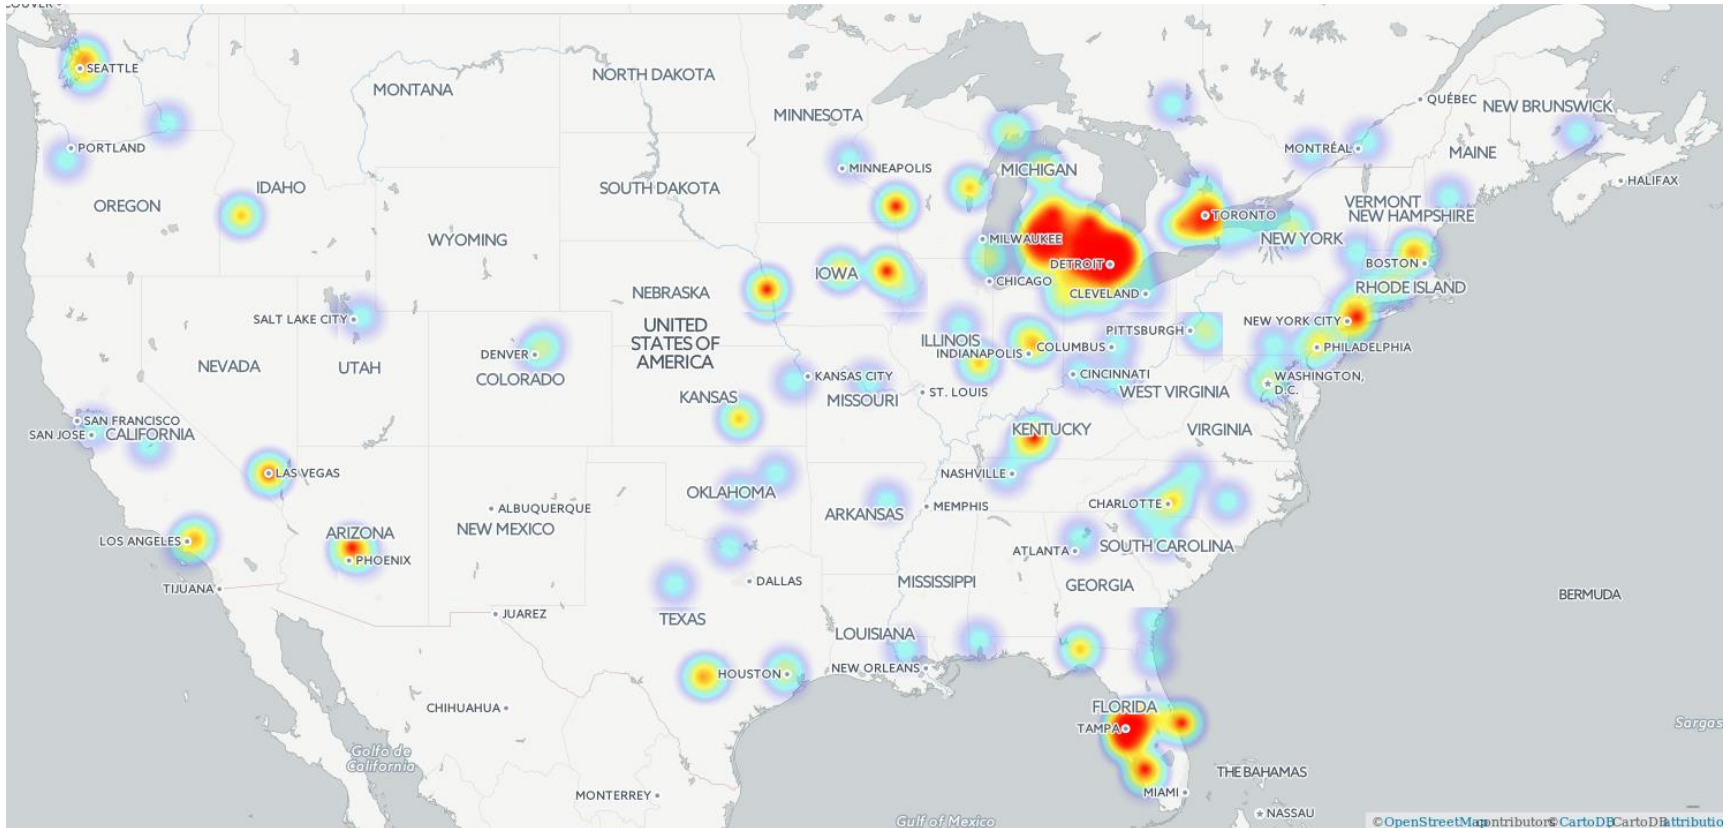 SEATTLE
MONTANA
NORTH DAKOTA
MINNESOTA
QUÉBEC
NEW BRUNSWICK
PORTLAND
MINNEAPOLIS
MICHIGAN
MONTRÉAL
MAINE
HALIFAX
IDAHO
SOUTH DAKOTA
OREGON
VERMONT
NEW HAMPSHIRE
TORONTO
WYOMING
MILWAUKEE
NEW YORK
DETROIT
BOSTON
IOWA
CHICAGO
CLEVELAND
RHODE ISLAND
NEBRASKA
SALT LAKE CITY
NEW YORK CITY
UNITED
STATES OF
AMERICA
PITTSBURGH
ILLINOIS
INDIANAPOLIS
COLUMBUS
PHILADELPHIA
DENVER
NEVADA
UTAH
COLORADO
KANSAS CITY
CINCINNATI
WASHINGTON,
D.C.
KANSAS
MISSOURI
ST. LOUIS
WEST VIRGINIA
SAN FRANCISCO
SAN JOSE
CALIFORNIA
KENTUCKY
VIRGINIA
LAS VEGAS
NASHVILLE
OKLAHOMA
ALBUQUERQUE
ARKANSAS
MEMPHIS
CHARLOTTE
NEW MEXICO
LOS ANGELES
ARIZONA
PHOENIX
ATLANTA
SOUTH CAROLINA
TIJUANA
DALLAS
MISSISSIPPI
GEORGIA
BERMUDA
JUAREZ
TEXAS
LOUISIANA
HOUSTON
NEW ORLEANS
CHIHUAHUA
FLORIDA
TAMPA
Golfo de
California
THE BAHAMAS
MONTERREY
MIAMI
NASSAU
Gulf of Mexico
© OpenStreetMap contributors © CartoDB CartoDB attributio